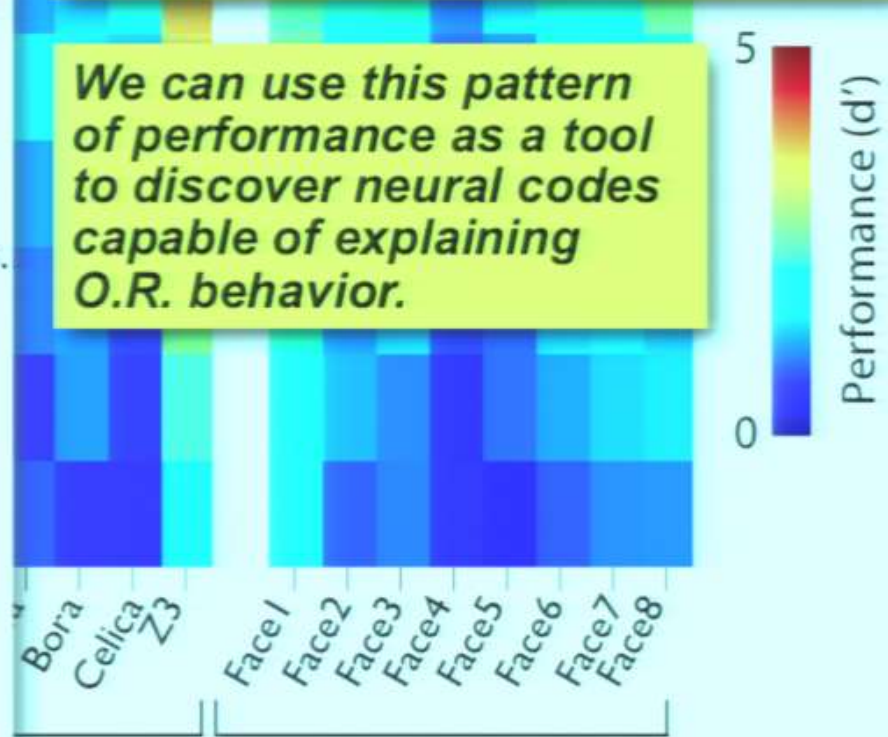 We can use this pattern
of performance as a tool
to discover neural codes
capable of explaining
O.R. behavior.
5
0
Performance (d')
Bora
Celica
Z3
Face1
Face2
Face3
Face4
Face5
Face6
Face7
Face8